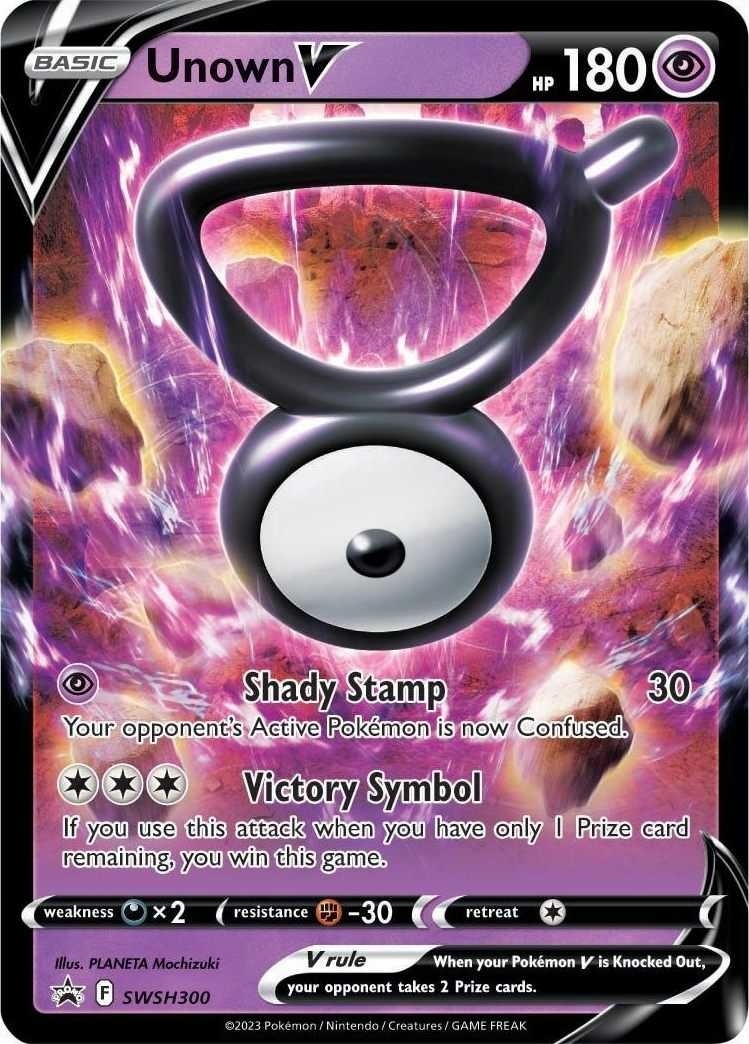 BASIC UnownV HP 180
Shady Stamp 30
Your opponent's Active Pokémon is now Confused.
Victory Symbol
If you use this attack when you have only 1 Prize card
remaining, you win this game.
weakness ×2 resistance -30 retreat
Illus. PLANETA Mochizuki
PROMO F SWSH300
V rule When your Pokémon V is Knocked Out,
your opponent takes 2 Prize cards.
©2023 Pokémon / Nintendo / Creatures / GAME FREAK